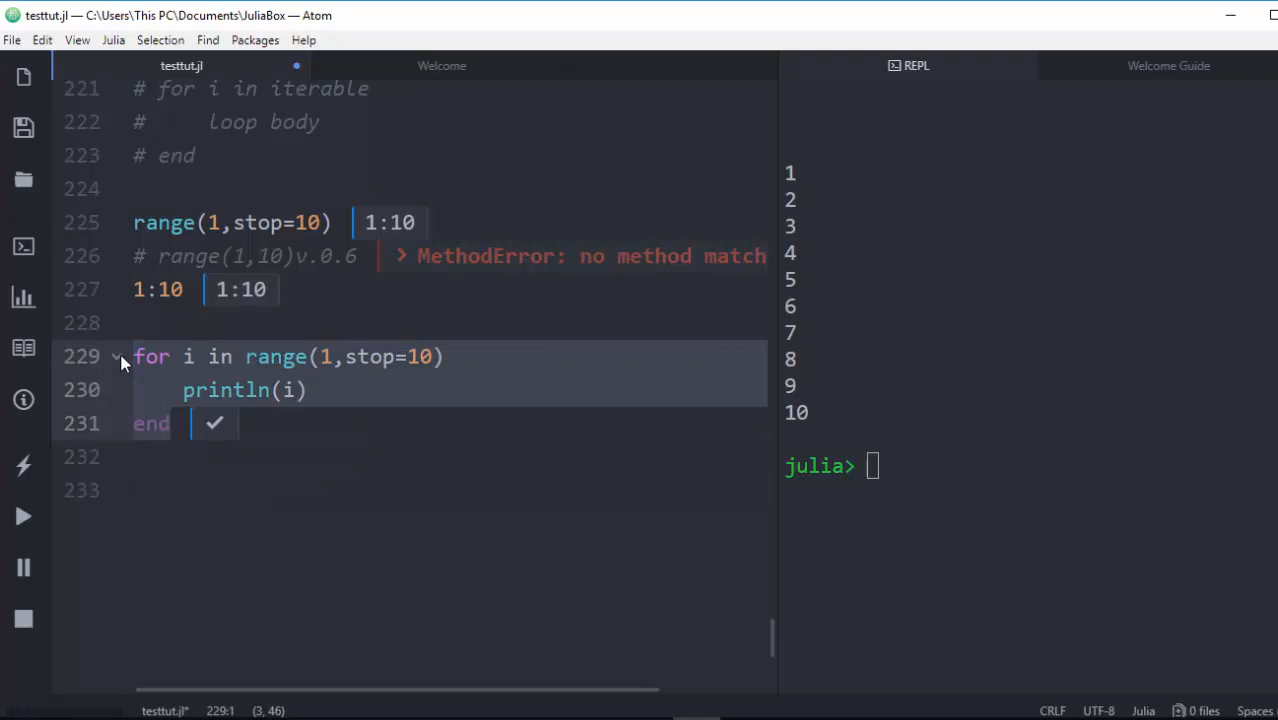 testtut.jl — C:\Users\This PC\Documents\JuliaBox — Atom
File Edit View Julia Selection Find Packages Help
testtut.jl Welcome REPL Welcome Guide
221 # for i in iterable
222 # loop body
223 # end
224
225 range(1,stop=10) 1:10
226 # range(1,10)v.0.6 > MethodError: no method match
227 1:10 1:10
228
229 for i in range(1,stop=10)
230 println(i)
231 end
232
233
1
2
3
4
5
6
7
8
9
10
julia>
testtut.jl* 229:1 (3, 46) CRLF UTF-8 Julia 0 files Spaces